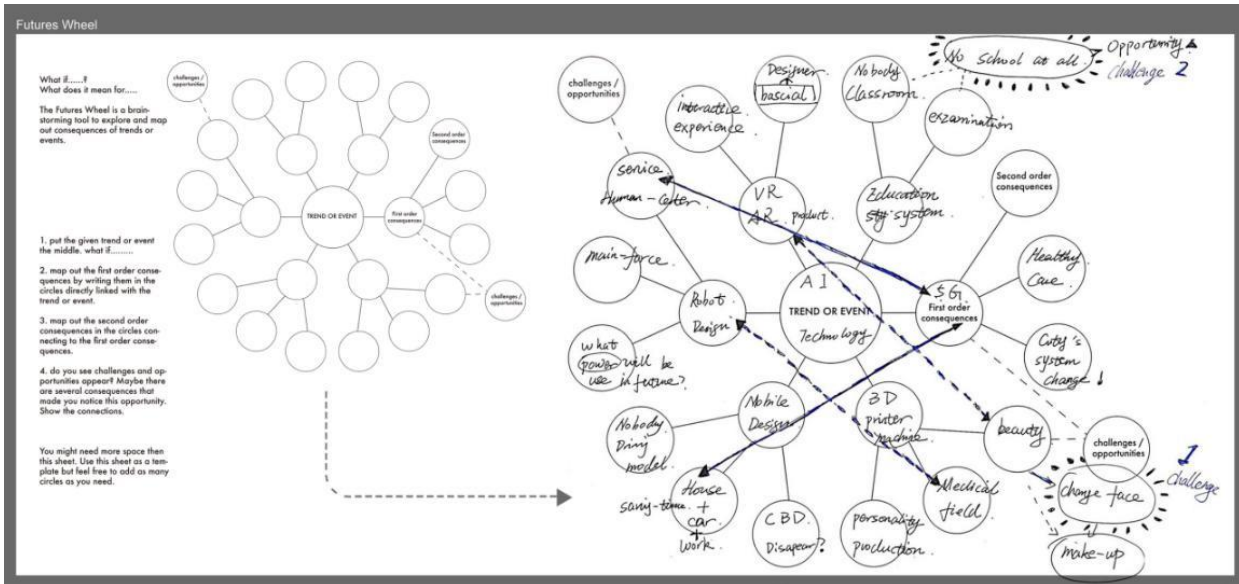 Futures Wheel
What if......?
What does it mean for.....
The Futures Wheel is a brain-
storming tool to explore and map
out consequences of trends or
events.
1. put the given trend or event
the middle. what if.........
2. map out the first order conse-
quences by writing them in the
circles directly linked with the
trend or event.
3. map out the second order
consequences in the circles con-
necting to the first order conse-
quences.
4. do you see challenges and op-
portunities appear? Maybe there
are several consequences that
made you notice this opportunity.
Show the connections.
You might need more space then
this sheet. Use this sheet as a tem-
plate but feel free to add as many
circles as you need.
challenges /
opportunities
Second order
consequences
TREND OR EVENT
First order
consequences
challenges /
opportunities
challenges /
opportunities
interactive
experience
Designer
bascial
Nobody
Classroom
No school at all
Opportunity
challenge 2
exzamination
service
Human-Center
VR
AR product
Education
system
Second order
consequences
main-force
Robot
Design
AI
TREND OR EVENT
Technology
5G
First order
consequences
Healthy
Care
City's
system
change!
what
power will be
use in future?
Mobile
Design
3D
printer
machine
beauty
challenges /
opportunities
1
challenge
Nobody
Dring
model
House
+
car
+
work
CBD
Disapear?
personality
production
Medical
field
change face
make-up